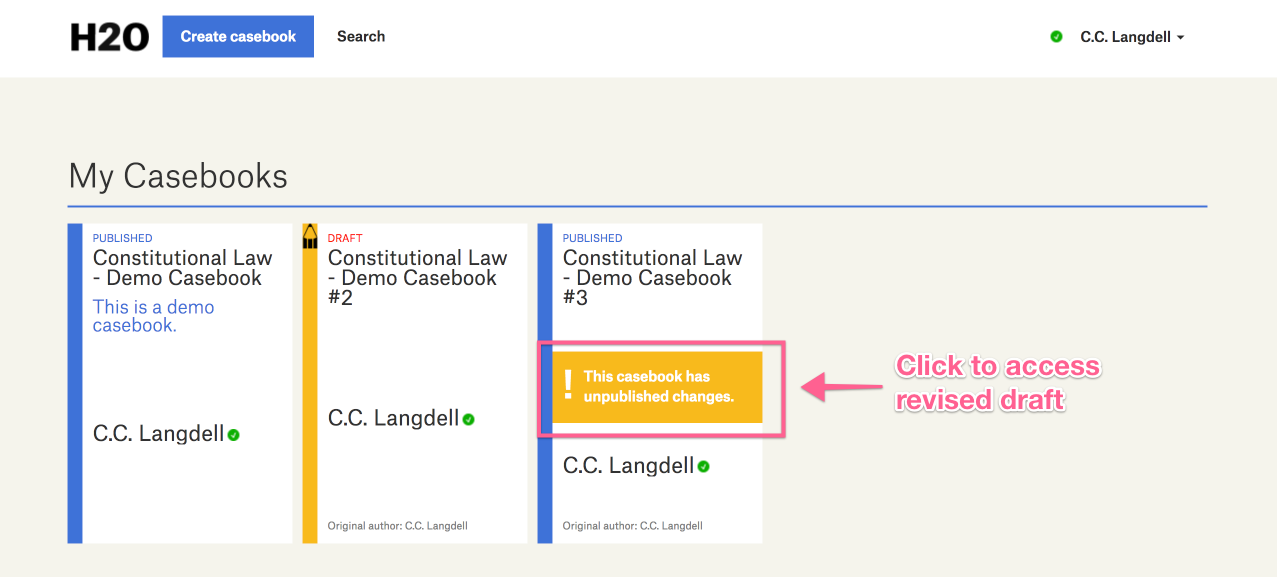 H2O Create casebook Search C.C. Langdell
My Casebooks
PUBLISHED
Constitutional Law
- Demo Casebook
This is a demo
casebook.
C.C. Langdell
DRAFT
Constitutional Law
- Demo Casebook
#2
C.C. Langdell
Original author: C.C. Langdell
PUBLISHED
Constitutional Law
- Demo Casebook
#3
! This casebook has
unpublished changes.
C.C. Langdell
Original author: C.C. Langdell
Click to access
revised draft